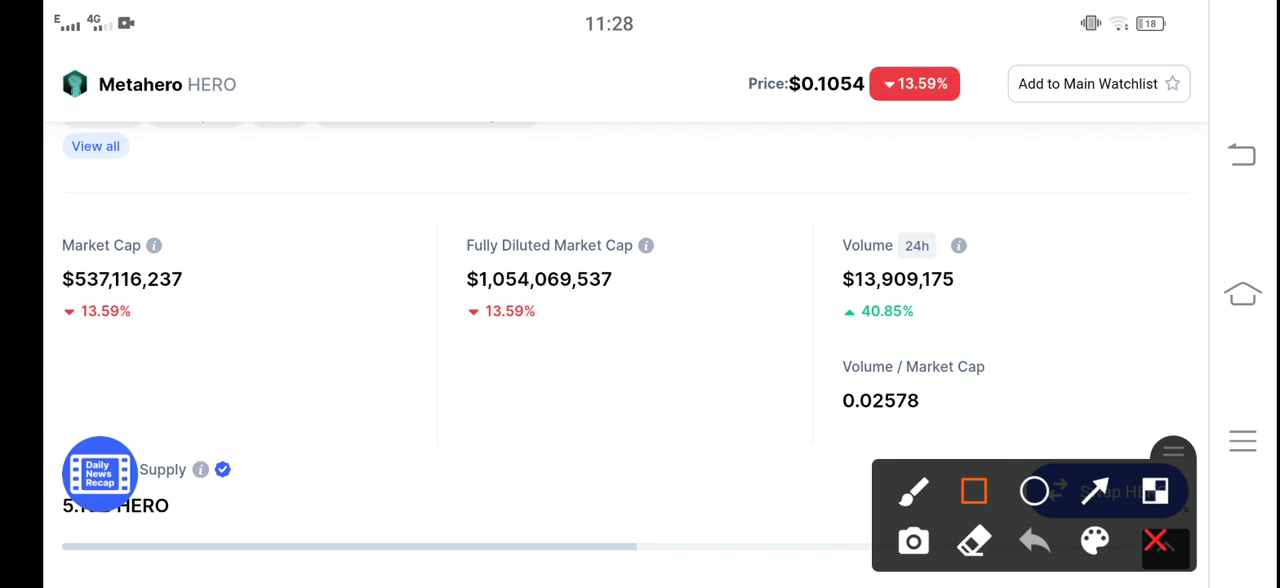 E 4G 11:28 18
Metahero HERO Price:$0.1054 13.59% Add to Main Watchlist
View all
Market Cap
$537,116,237
13.59%
Fully Diluted Market Cap
$1,054,069,537
13.59%
Volume 24h
$13,909,175
40.85%
Volume / Market Cap
0.02578
Daily
News
Recap
Supply
HERO
Swap